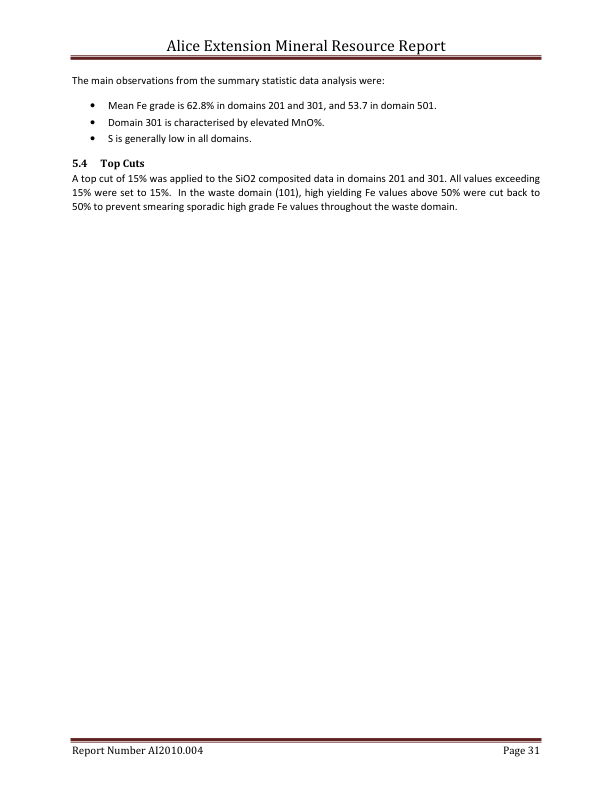 Alice Extension Mineral Resource Report
The main observations from the summary statistic data analysis were:
• Mean Fe grade is 62.8% in domains 201 and 301, and 53.7 in domain 501.
• Domain 301 is characterised by elevated MnO%.
• S is generally low in all domains.
5.4 Top Cuts
A top cut of 15% was applied to the SiO2 composited data in domains 201 and 301. All values exceeding
15% were set to 15%.  In the waste domain (101), high yielding Fe values above 50% were cut back to
50% to prevent smearing sporadic high grade Fe values throughout the waste domain.
Report Number AI2010.004 Page 31